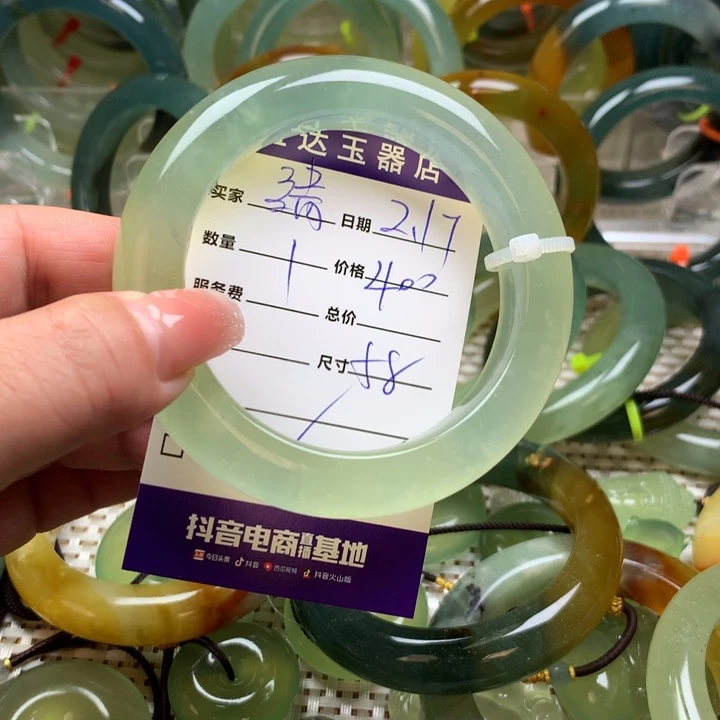 达玉器店
买家 日期 2.17
数量 1 价格 400
服务费 总价
尺寸 58
抖音电商直播基地
今日头条 抖音 西瓜视频 抖音火山版